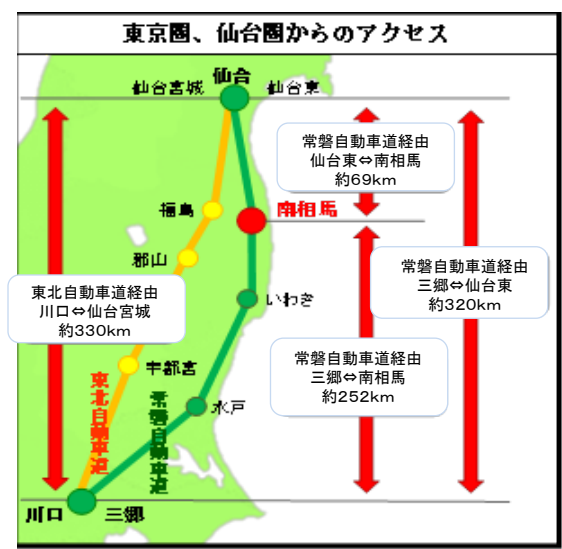 東京圏、仙台圏からのアクセス
仙台
仙台宮城
仙台東
常磐自動車道経由
仙台東⇔南相馬
約69km
福島
南相馬
郡山
常磐自動車道経由
三郷⇔仙台東
約320km
東北自動車道経由
川口⇔仙台宮城
約330km
いわき
常磐自動車道経由
三郷⇔南相馬
約252km
宇都宮
東北自動車道
常磐自動車道
水戸
川口
三郷